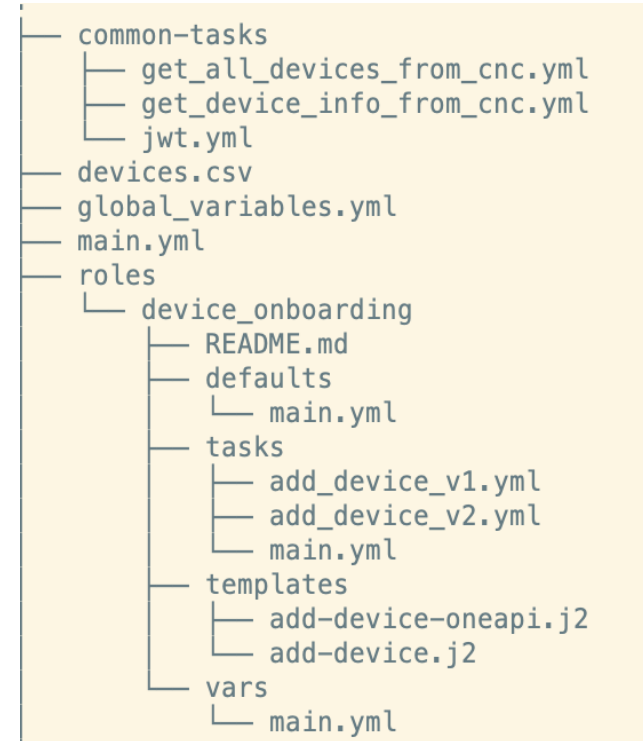 common-tasks
get_all_devices_from_cnc.yml
get_device_info_from_cnc.yml
jwt.yml
devices.csv
global_variables.yml
main.yml
roles
device_onboarding
README.md
defaults
main.yml
tasks
add_device_v1.yml
add_device_v2.yml
main.yml
templates
add-device-oneapi.j2
add-device.j2
vars
main.yml